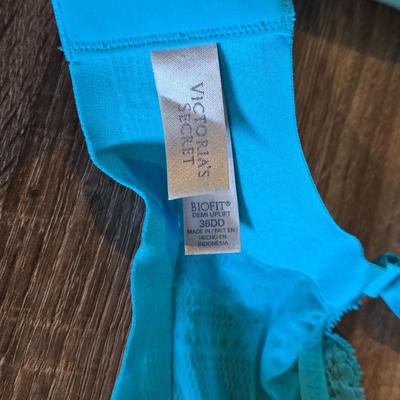 VICTORIA'S
SECRET
BIOFIT®
DEMI UPLIFT
36DD
MADE IN / FAIT EN /
HECHO EN
INDONESIA